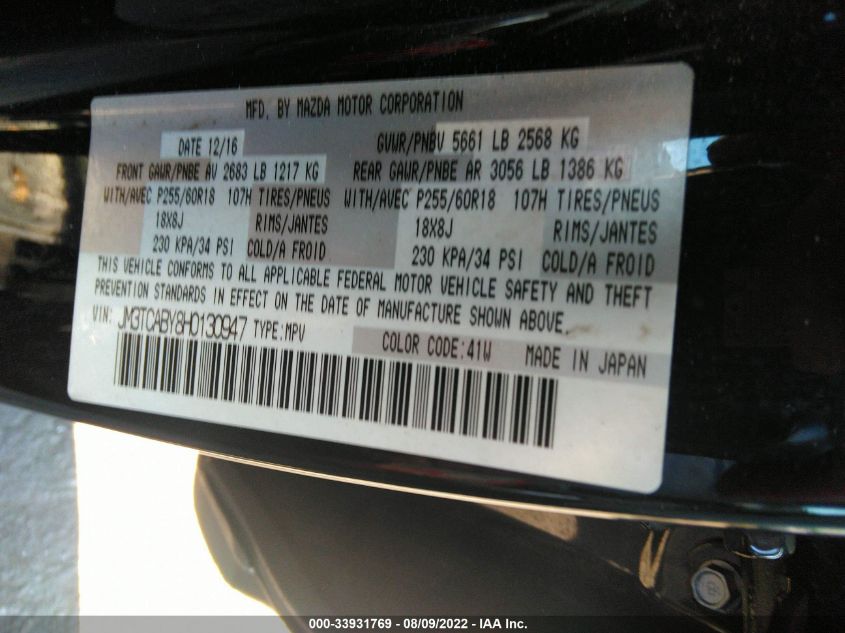 MFD. BY MAZDA MOTOR CORPORATION
DATE 12/16 GVWR/PNBV 5661 LB 2568 KG
FRONT GAWR/PNBE AV 2683 LB 1217 KG REAR GAWR/PNBE AR 3056 LB 1386 KG
WITH/AVEC P255/60R18 107H TIRES/PNEUS WITH/AVEC P255/60R18 107H TIRES/PNEUS
18X8J RIMS/JANTES 18X8J RIMS/JANTES
230 KPA/34 PSI COLD/A FROID 230 KPA/34 PSI COLD/A FROID
THIS VEHICLE CONFORMS TO ALL APPLICABLE FEDERAL MOTOR VEHICLE SAFETY AND THEFT
PREVENTION STANDARDS IN EFFECT ON THE DATE OF MANUFACTURE SHOWN ABOVE.
VIN: JM3TCABY8H0130947 TYPE:MPV COLOR CODE:41W MADE IN JAPAN
000-33931769 - 08/09/2022 - IAA Inc.